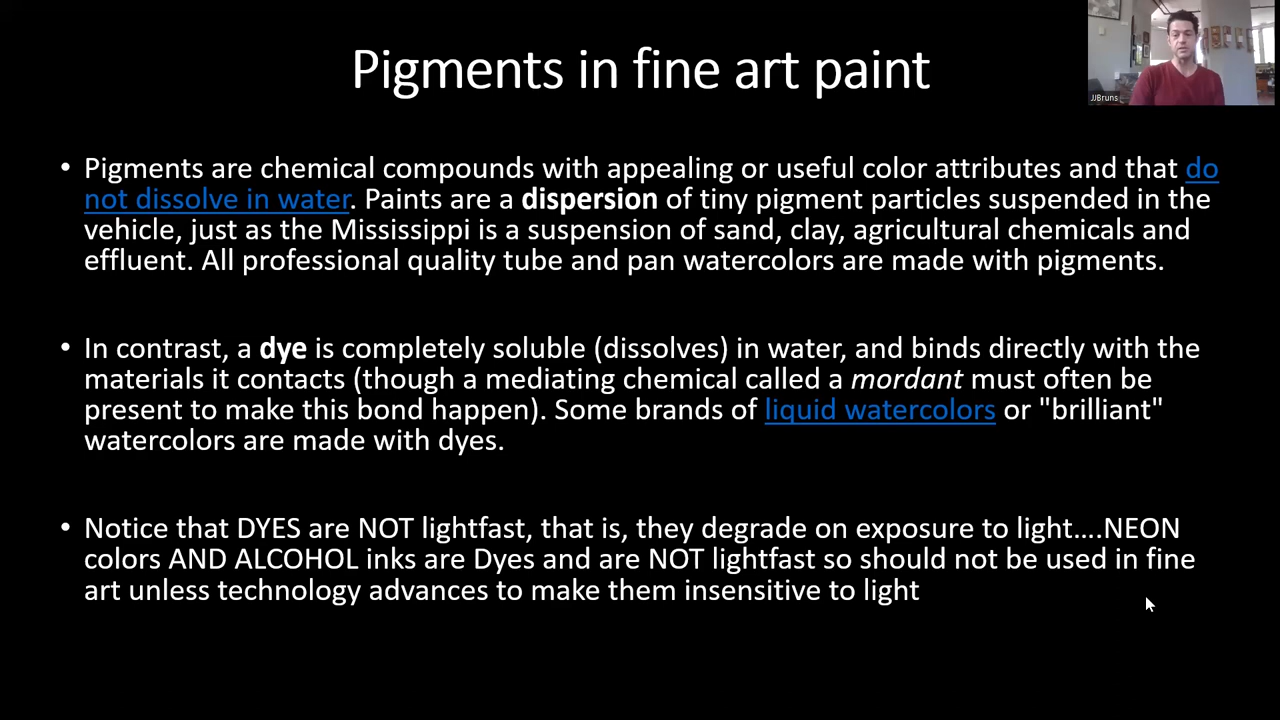 Pigments in fine art paint
JJBruns
• Pigments are chemical compounds with appealing or useful color attributes and that do
not dissolve in water. Paints are a dispersion of tiny pigment particles suspended in the
vehicle, just as the Mississippi is a suspension of sand, clay, agricultural chemicals and
effluent. All professional quality tube and pan watercolors are made with pigments.
• In contrast, a dye is completely soluble (dissolves) in water, and binds directly with the
materials it contacts (though a mediating chemical called a mordant must often be
present to make this bond happen). Some brands of liquid watercolors or "brilliant"
watercolors are made with dyes.
• Notice that DYES are NOT lightfast, that is, they degrade on exposure to light….NEON
colors AND ALCOHOL inks are Dyes and are NOT lightfast so should not be used in fine
art unless technology advances to make them insensitive to light